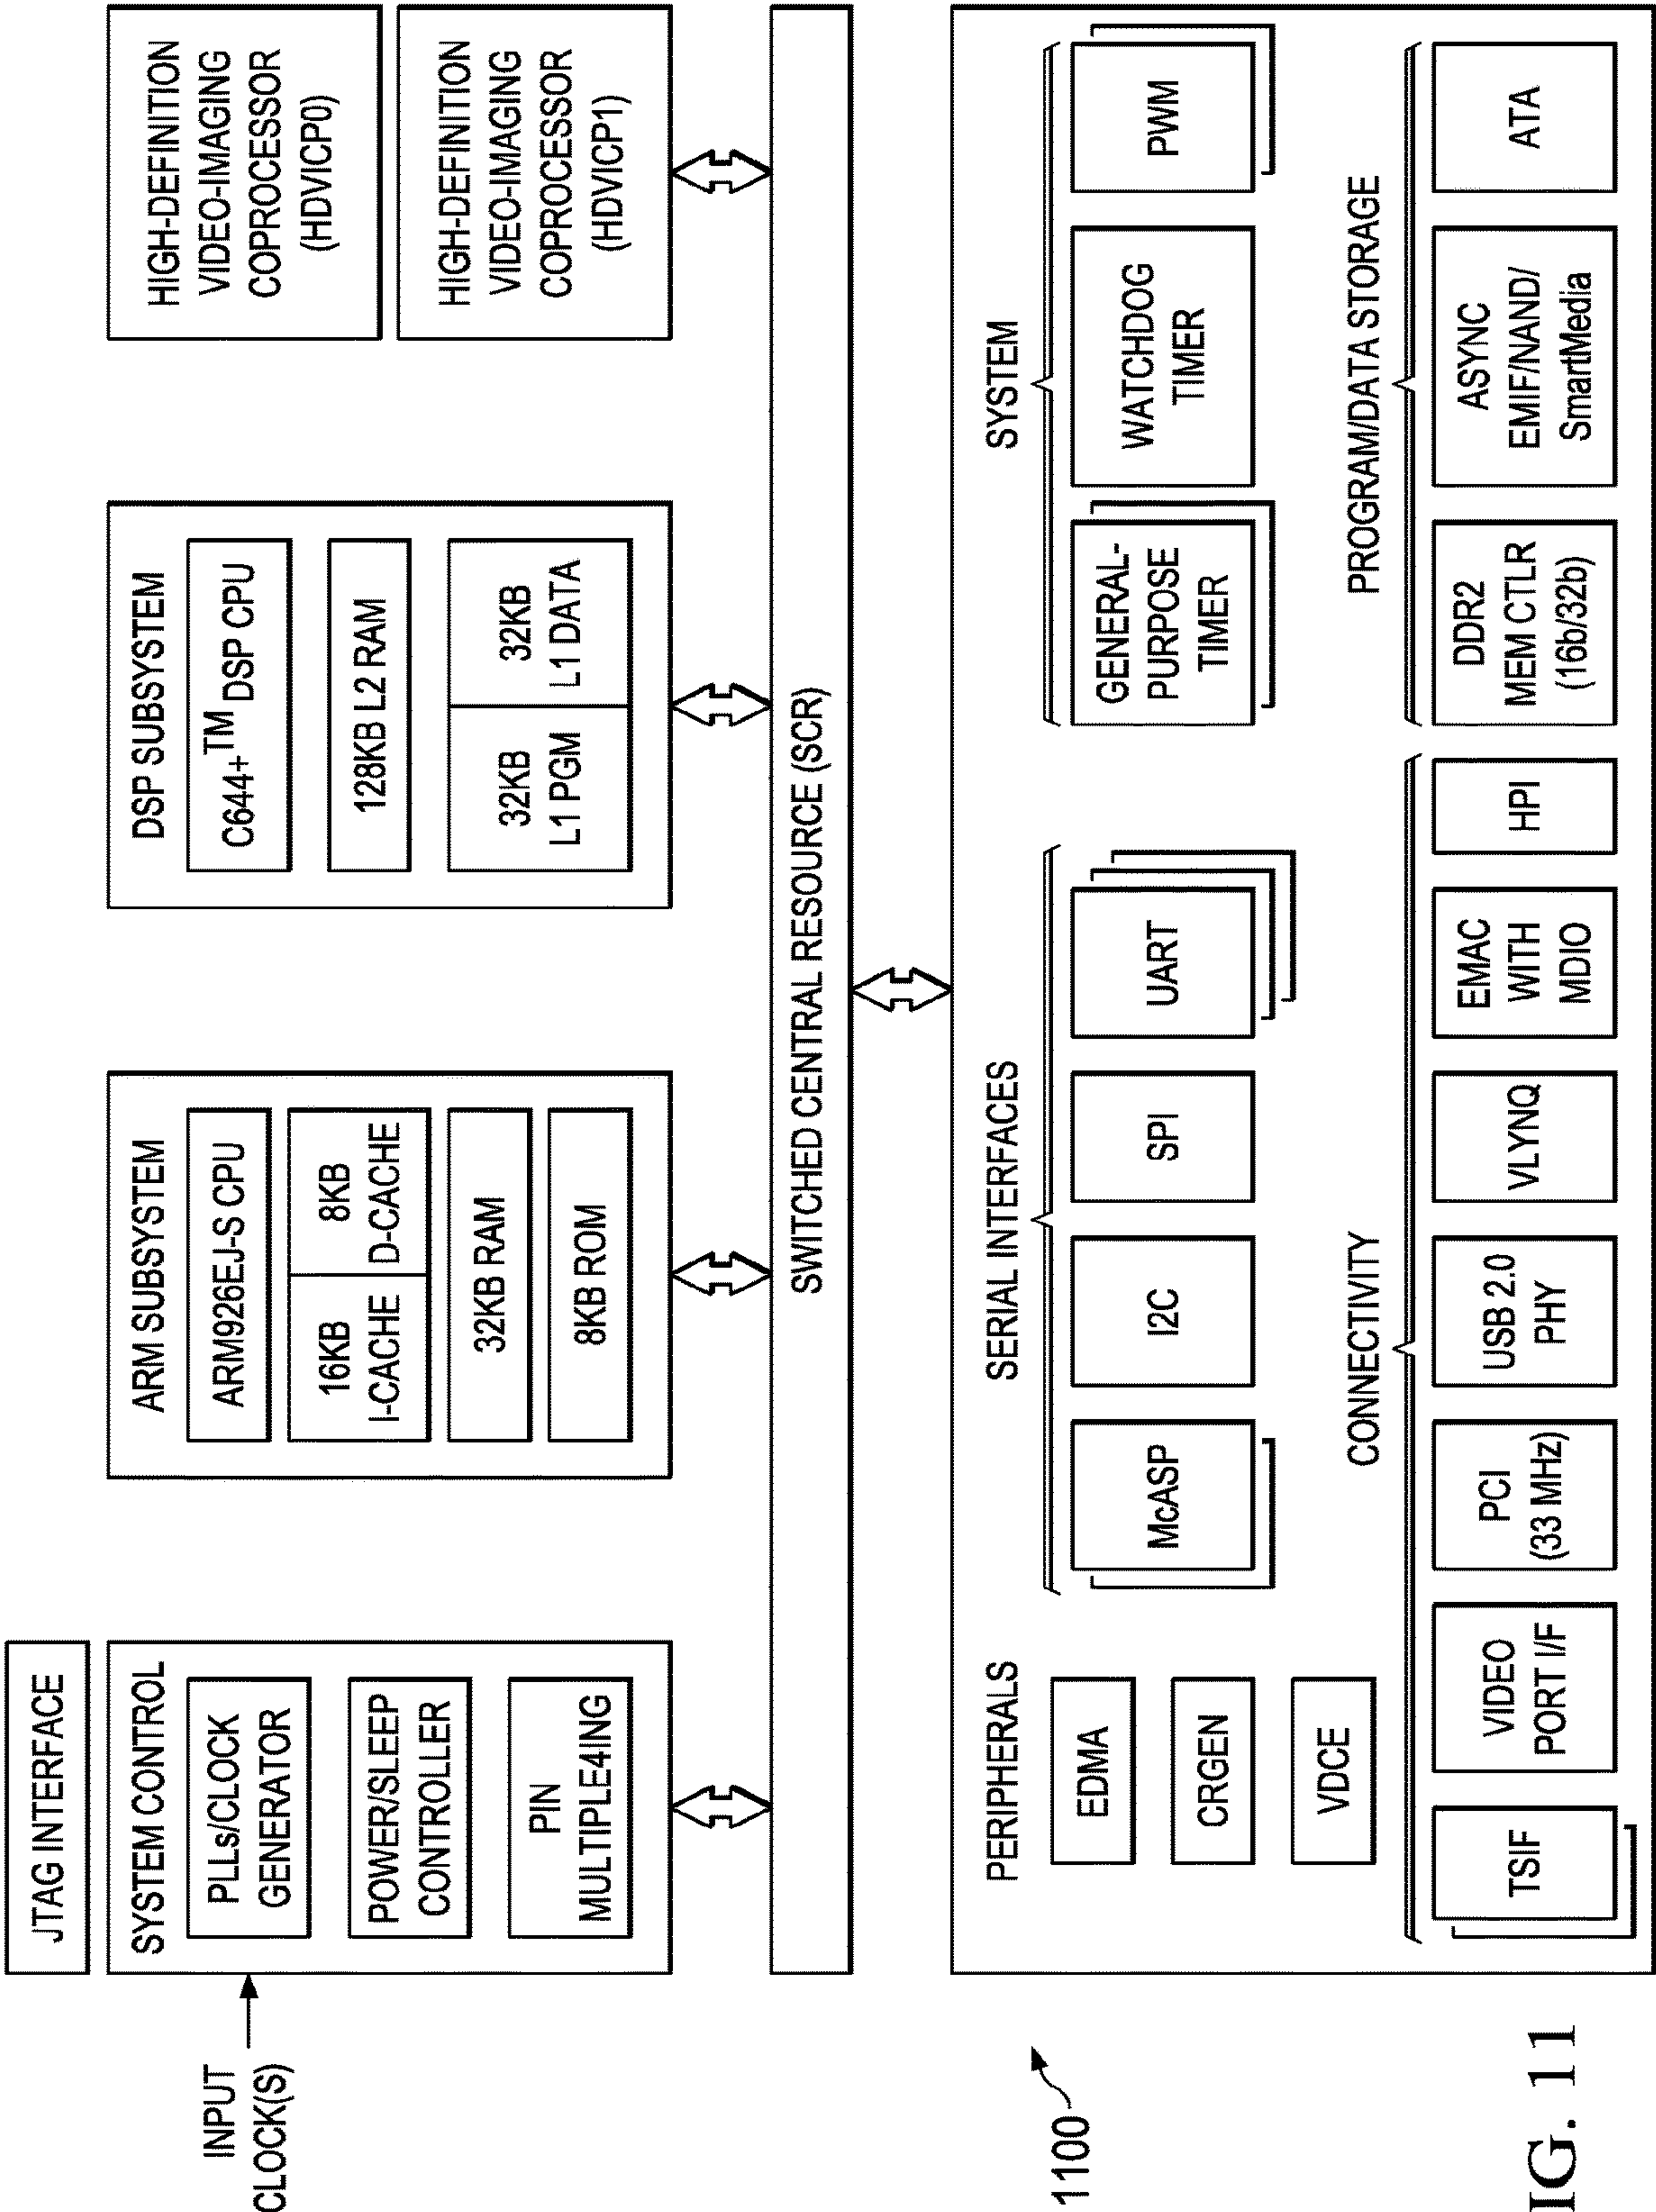 JTAG INTERFACE
INPUT
CLOCK(S)
SYSTEM CONTROL
PLLs/CLOCK
GENERATOR
POWER/SLEEP
CONTROLLER
PIN
MULTIPLE4ING
ARM SUBSYSTEM
ARM926EJ-S CPU
16KB
I-CACHE
8KB
D-CACHE
32KB RAM
8KB ROM
DSP SUBSYSTEM
C644+TM DSP CPU
128KB L2 RAM
32KB
L1 PGM
32KB
L1 DATA
HIGH-DEFINITION
VIDEO-IMAGING
COPROCESSOR
(HDVICP0)
HIGH-DEFINITION
VIDEO-IMAGING
COPROCESSOR
(HDVICP1)
SWITCHED CENTRAL RESOURCE (SCR)
1100
PERIPHERALS
EDMA
CRGEN
VDCE
SERIAL INTERFACES
McASP
I2C
SPI
UART
SYSTEM
GENERAL-
PURPOSE
TIMER
WATCHDOG
TIMER
PWM
CONNECTIVITY
TSIF
VIDEO
PORT I/F
PCI
(33 MHz)
USB 2.0
PHY
VLYNQ
EMAC
WITH
MDIO
HPI
PROGRAM/DATA STORAGE
DDR2
MEM CTLR
(16b/32b)
ASYNC
EMIF/NAND/
SmartMedia
ATA
IG. 11